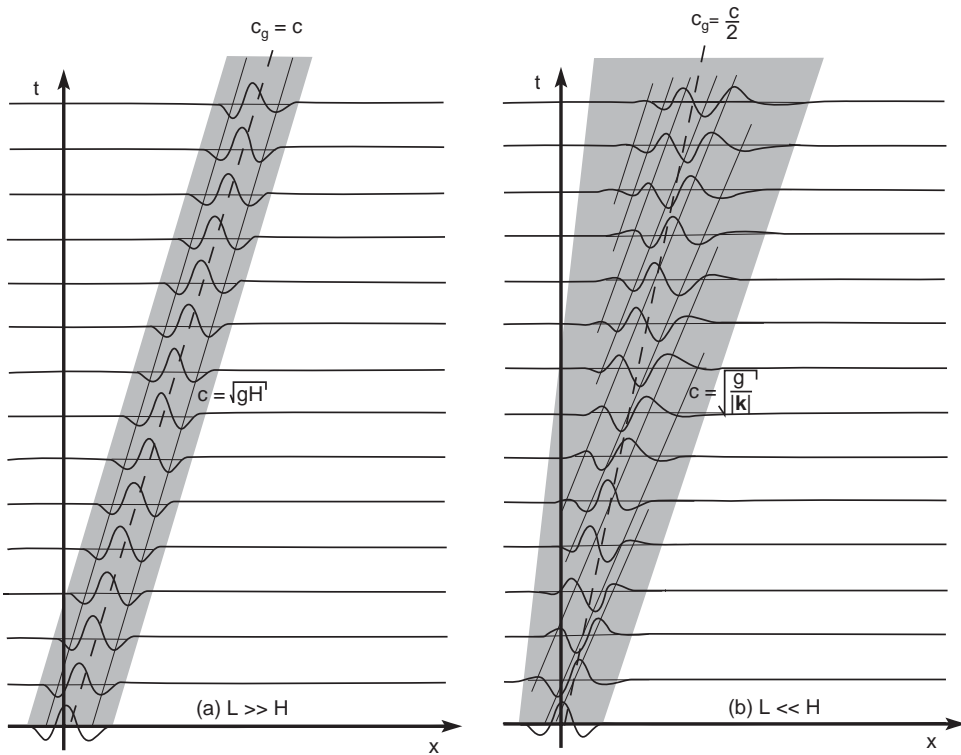 c_g = c
t
c = √gH
(a) L >> H
x
c_g = c/2
t
c = √g/|k|
(b) L << H
x